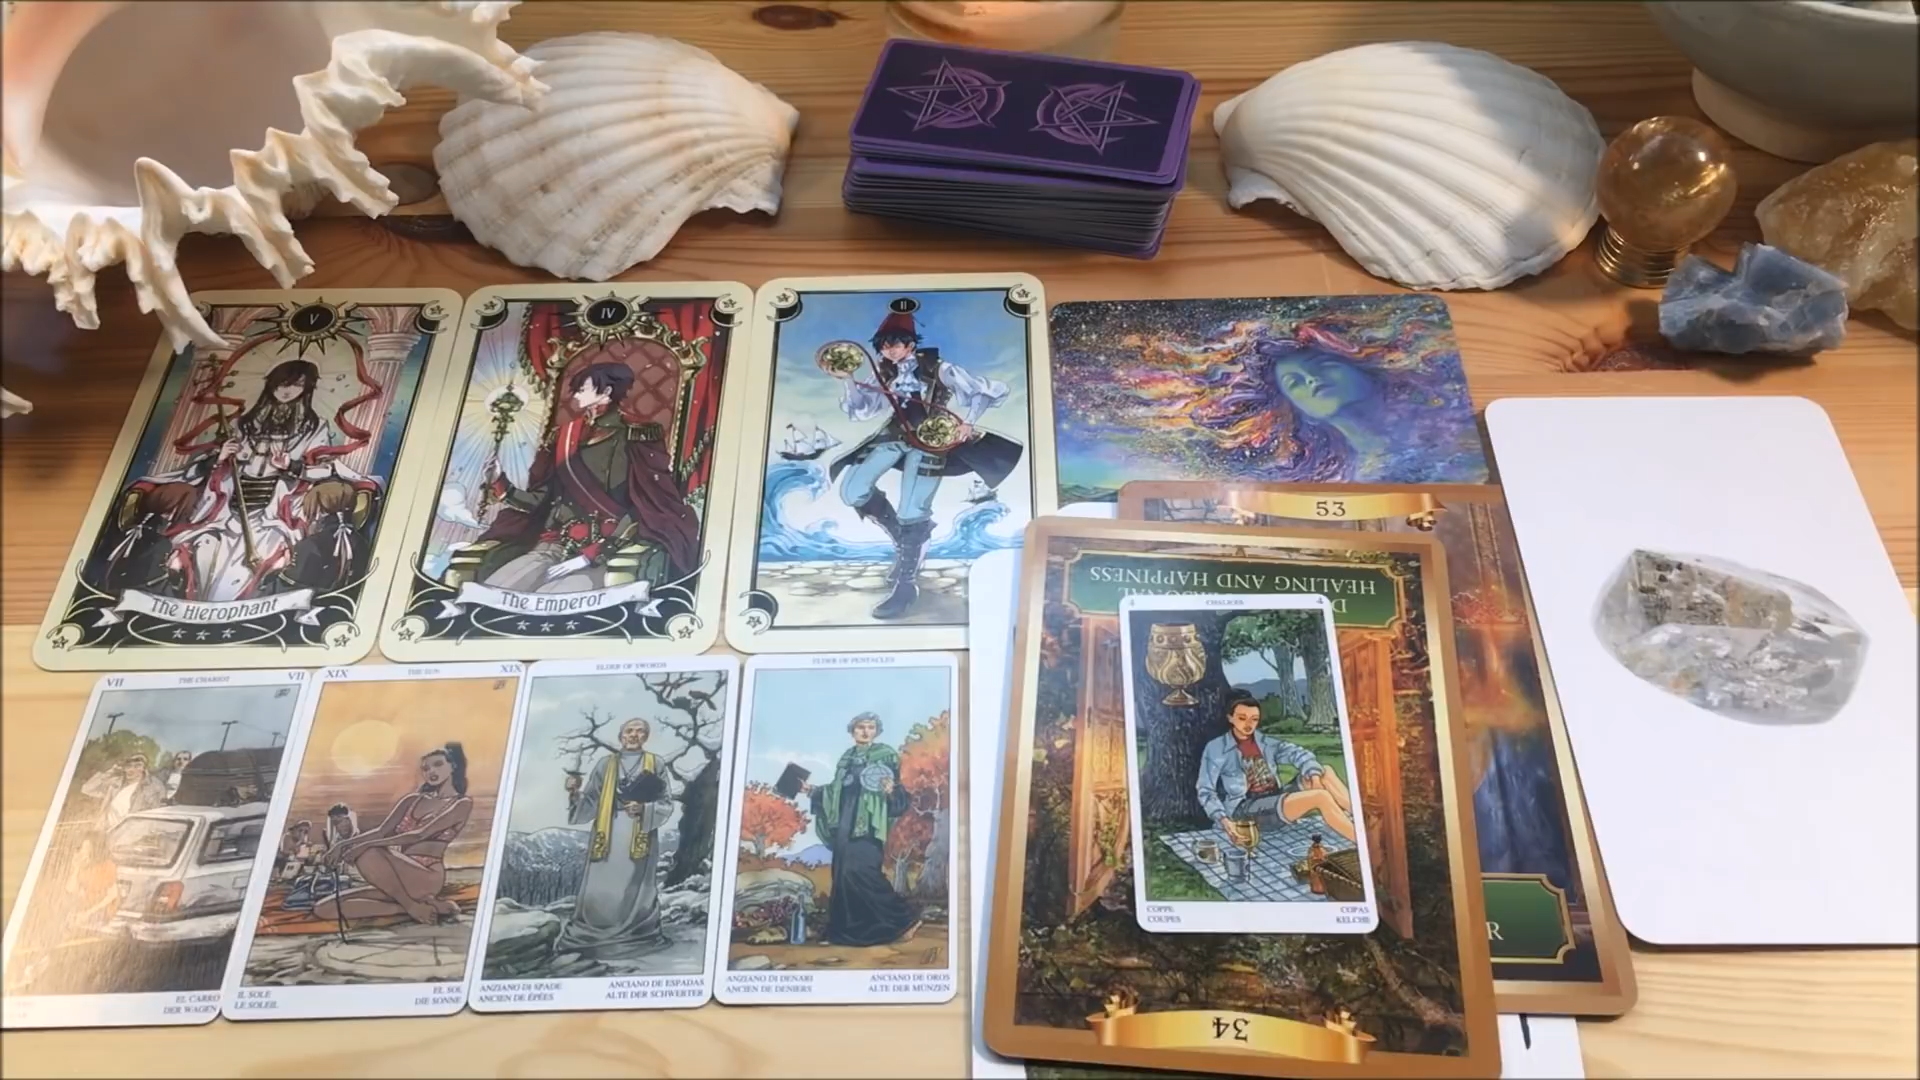 V
The Hierophant
IV
The Emperor
II
53
HEALING AND HAPPINESS
34
R
VII
THE CHARIOT
VII
EL CARRO
DER WAGEN
XIX
THE SUN
XIX
IL SOLE
LE SOLEIL
EL SOL
DIE SONNE
ELDER OF SWORDS
ANZIANO DI SPADE
ANCIEN DE ÉPÉES
ANCIANO DE ESPADAS
ALTE DER SCHWERTER
ELDER OF PENTACLES
ANZIANO DI DENARI
ANCIEN DE DENIERS
ANCIANO DE OROS
ALTE DER MÜNZEN
4
CHALICES
4
COPPE
COUPES
COPAS
KELCHE